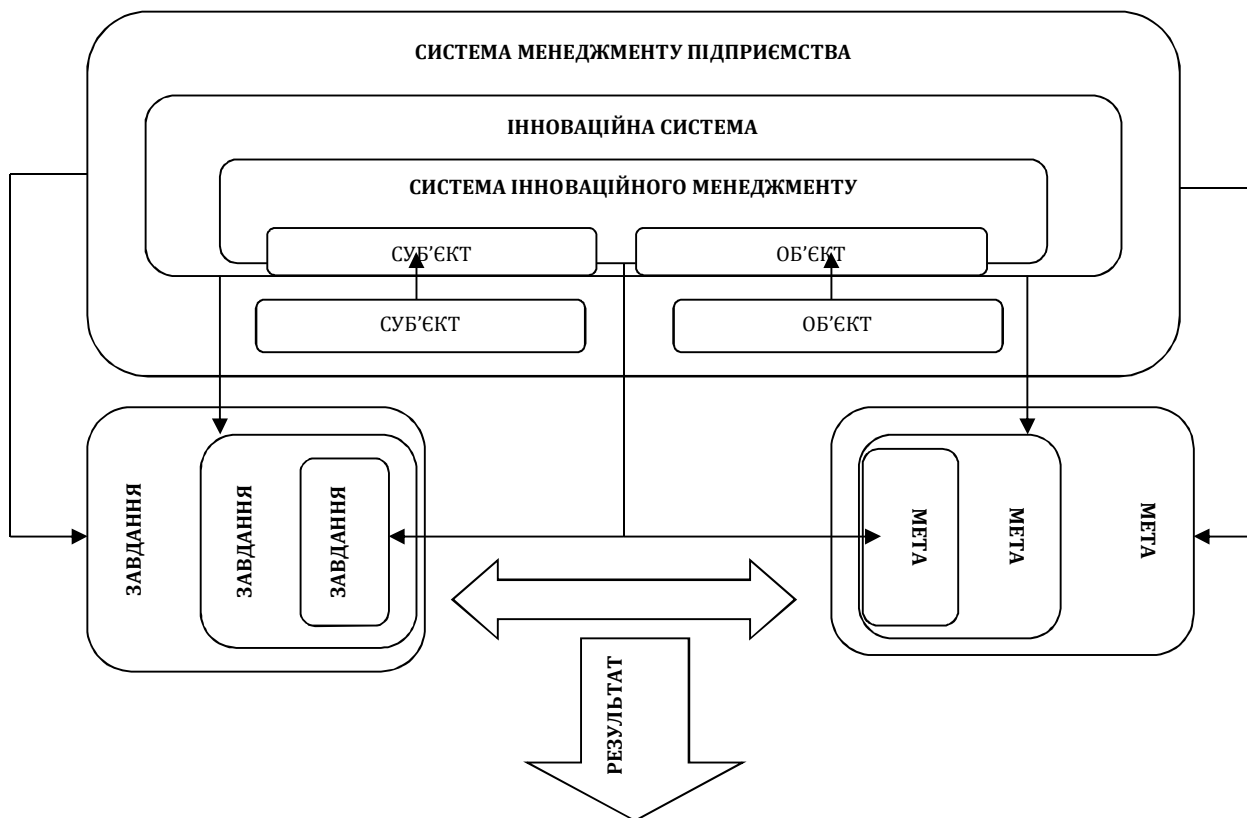 СИСТЕМА МЕНЕДЖМЕНТУ ПІДПРИЄМСТВА
ІННОВАЦІЙНА СИСТЕМА
СИСТЕМА ІННОВАЦІЙНОГО МЕНЕДЖМЕНТУ
СУБ’ЄКТ
ОБ’ЄКТ
СУБ’ЄКТ
ОБ’ЄКТ
ЗАВДАННЯ
ЗАВДАННЯ
ЗАВДАННЯ
МЕТА
МЕТА
МЕТА
РЕЗУЛЬТАТ